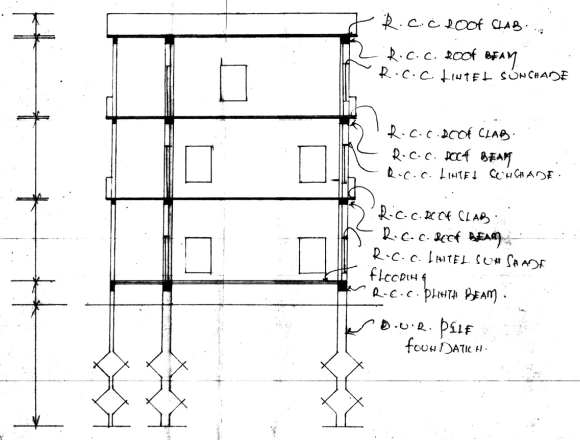 R.C.C ROOF SLAB.
R.C.C. ROOF BEAM
R.C.C LINTEL SUNSHADE
R.C.C. ROOF SLAB.
R.C.C. ROOF BEAM
R.C.C. LINTEL SUNSHADE.
R.C.C. ROOF SLAB.
R.C.C. ROOF BEAM
R.C.C. LINTEL SUN SHADE
FLOORING
R.C.C. PLINTH BEAM.
D.U.R. PILE
FOUNDATION.